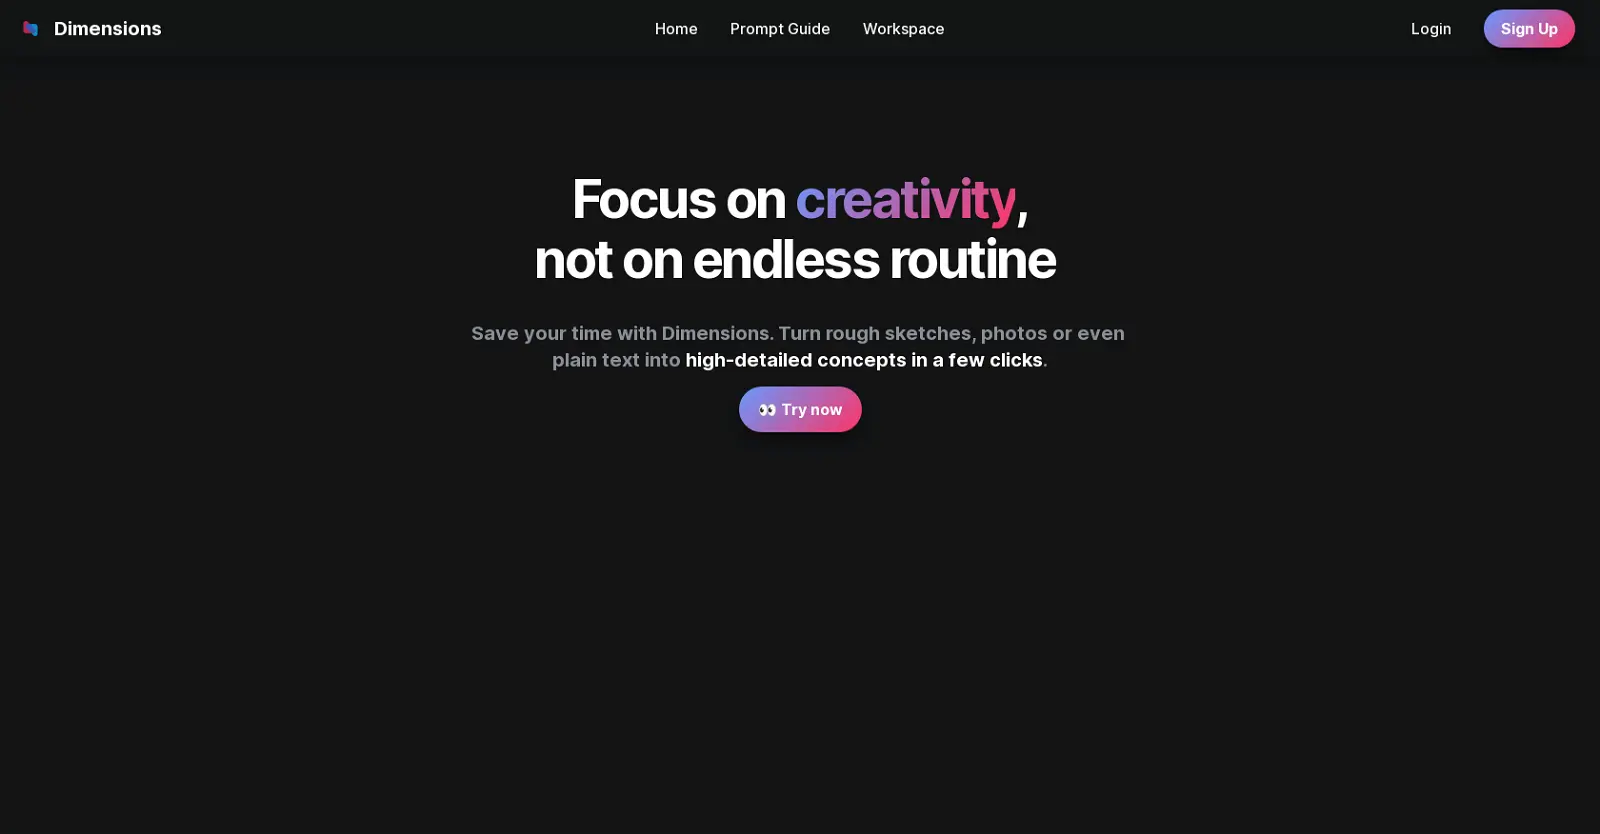 Dimensions
Home
Prompt Guide
Workspace
Login
Sign Up
Focus on creativity,
not on endless routine
Save your time with Dimensions. Turn rough sketches, photos or even
plain text into high-detailed concepts in a few clicks.
👀 Try now